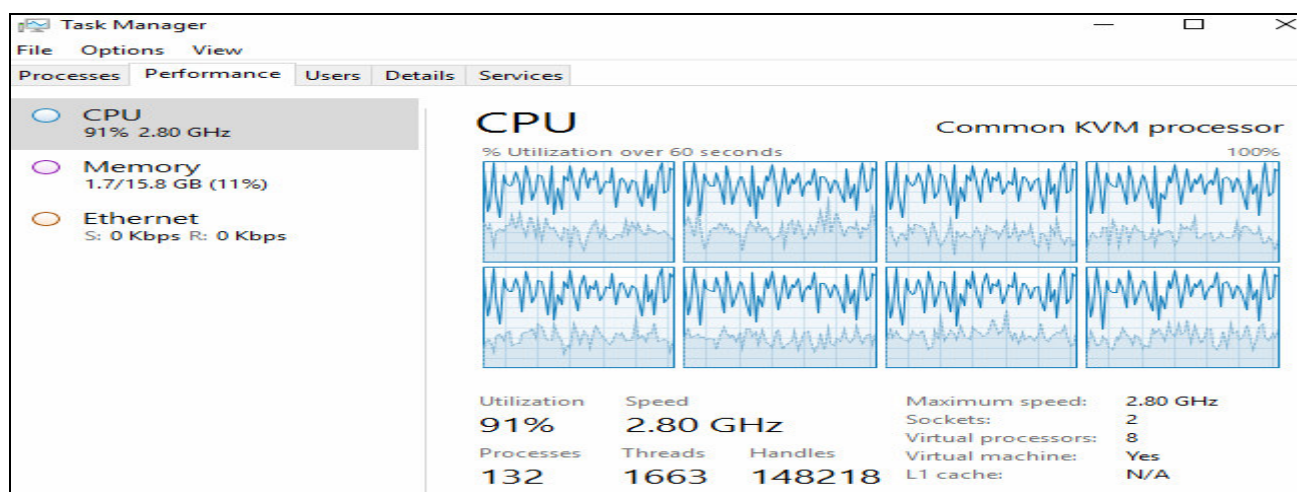 Task Manager
File Options View
Processes Performance Users Details Services
CPU
91% 2.80 GHz
Memory
1.7/15.8 GB (11%)
Ethernet
S: 0 Kbps R: 0 Kbps
CPU Common KVM processor
% Utilization over 60 seconds 100%
Utilization Speed
91% 2.80 GHz
Processes Threads Handles
132 1663 148218
Maximum speed: 2.80 GHz
Sockets: 2
Virtual processors: 8
Virtual machine: Yes
L1 cache: N/A